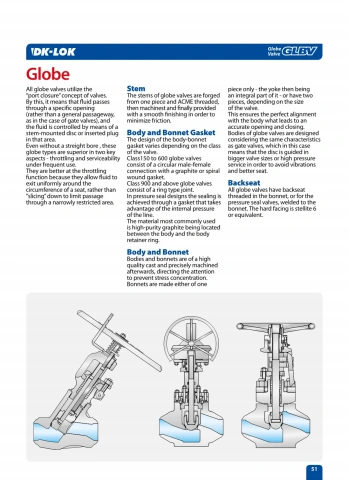 DK-LOK
Globe
Valve GLBV
Globe
All globe valves utilize the
"port closure" concept of valves.
By this, it means that fluid passes
through a specific opening
(rather than a general passageway,
as in the case of gate valves), and
the fluid is controlled by means of a
stem-mounted disc or inserted plug
in that area.
Even without a streight bore , these
globe types are superior in two key
aspects - throttling and serviceability
under frequent use.
They are better at the throttling
function because they allow fluid to
exit uniformly around the
circumference of a seat, rather than
"slicing" down to limit passage
through a narrowly restricted area.
Stem
The stems of globe valves are forged
from one piece and ACME threaded,
then machinest and finally provided
with a smooth finishing in order to
minimize friction.
Body and Bonnet Gasket
The design of the body-bonnet
gasket varies depending on the class
of the valve.
Class150 to 600 globe valves
consist of a circular male-female
connection with a graphite or spiral
wound gasket.
Class 900 and above globe valves
consist of a ring type joint.
In pressure seal designs the sealing is
achieved through a gasket that takes
advantage of the internal pressure
of the line.
The material most commonly used
is high-purity graphite being located
between the body and the body
retainer ring.
Body and Bonnet
Bodies and bonnets are of a high
quality cast and precisely machined
afterwards, directing the attention
to prevent stress concentration.
Bonnets are made either of one
piece only - the yoke then being
an integral part of it - or have two
pieces, depending on the size
of the valve.
This ensures the perfect alignment
with the body what leads to an
accurate opening and closing.
Bodies of globe valves are designed
considering the same characteristics
as gate valves, which in this case
means that the disc is guided in
bigger valve sizes or high pressure
service in order to avoid vibrations
and better seat.
Backseat
All globe valves have backseat
threaded in the bonnet, or for the
pressure seal valves, welded to the
bonnet. The hard facing is stellite 6
or equivalent.
51